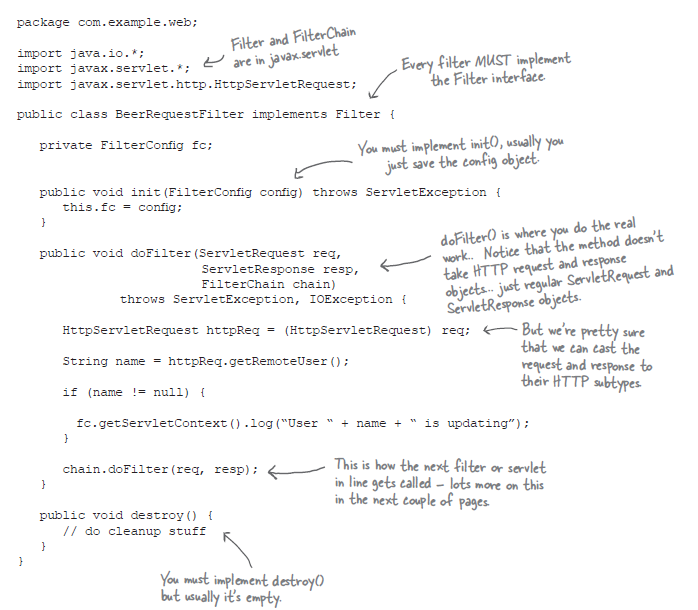 package com.example.web;
import java.io.*;
import javax.servlet.*;
import javax.servlet.http.HttpServletRequest;
Filter and FilterChain
are in javax.servlet
Every filter MUST implement
the Filter interface.
public class BeerRequestFilter implements Filter {
private FilterConfig fc;
You must implement init(), usually you
just save the config object.
public void init(FilterConfig config) throws ServletException {
this.fc = config;
}
public void doFilter(ServletRequest req,
ServletResponse resp,
FilterChain chain)
throws ServletException, IOException {
doFilter() is where you do the real
work.. Notice that the method doesn't
take HTTP request and response
objects... just regular ServletRequest and
ServletResponse objects.
HttpServletRequest httpReq = (HttpServletRequest) req;
But we're pretty sure
that we can cast the
request and response to
their HTTP subtypes.
String name = httpReq.getRemoteUser();
if (name != null) {
fc.getServletContext().log(“User “ + name + “ is updating”);
}
chain.doFilter(req, resp);
This is how the next filter or servlet
in line gets called – lots more on this
in the next couple of pages.
}
public void destroy() {
// do cleanup stuff
}
}
You must implement destroy()
but usually it's empty.